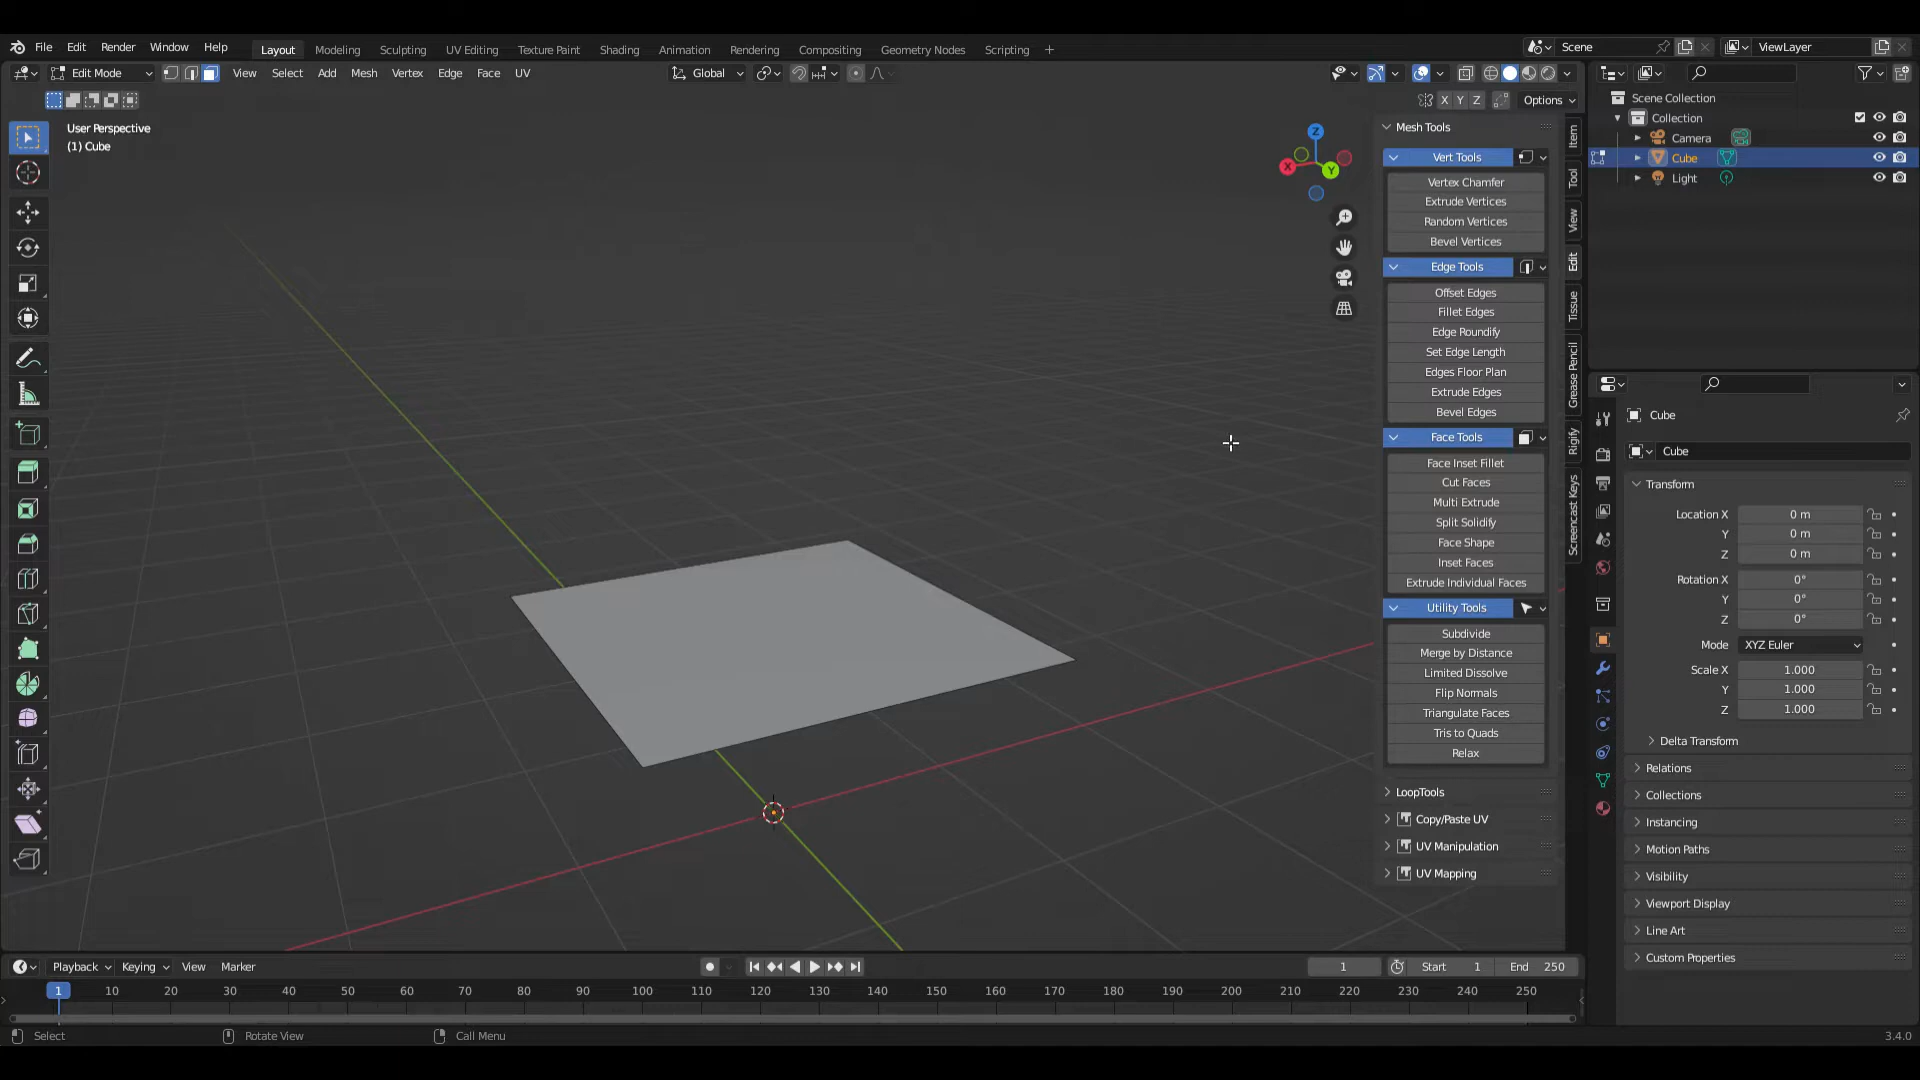 File Edit Render Window Help
Layout Modeling Sculpting UV Editing Texture Paint Shading Animation Rendering Compositing Geometry Nodes Scripting +
Scene
ViewLayer
Edit Mode
View Select Add Mesh Vertex Edge Face UV
Global
X Y Z
Options
User Perspective
(1) Cube
Z
X
Y
Mesh Tools
Vert Tools
Vertex Chamfer
Extrude Vertices
Random Vertices
Bevel Vertices
Edge Tools
Offset Edges
Fillet Edges
Edge Roundify
Set Edge Length
Edges Floor Plan
Extrude Edges
Bevel Edges
Face Tools
Face Inset Fillet
Cut Faces
Multi Extrude
Split Solidify
Face Shape
Inset Faces
Extrude Individual Faces
Utility Tools
Subdivide
Merge by Distance
Limited Dissolve
Flip Normals
Triangulate Faces
Tris to Quads
Relax
LoopTools
Copy/Paste UV
UV Manipulation
UV Mapping
Item
Tool
View
Edit
Tissue
Grease Pencil
Rigify
Screencast Keys
Scene Collection
Collection
Camera
Cube
Light
Cube
Cube
Transform
Location X 0 m
Y 0 m
Z 0 m
Rotation X 0°
Y 0°
Z 0°
Mode XYZ Euler
Scale X 1.000
Y 1.000
Z 1.000
Delta Transform
Relations
Collections
Instancing
Motion Paths
Visibility
Viewport Display
Line Art
Custom Properties
Playback Keying View Marker
1 Start 1 End 250
1 10 20 30 40 50 60 70 80 90 100 110 120 130 140 150 160 170 180 190 200 210 220 230 240 250
Select Rotate View Call Menu
3.4.0